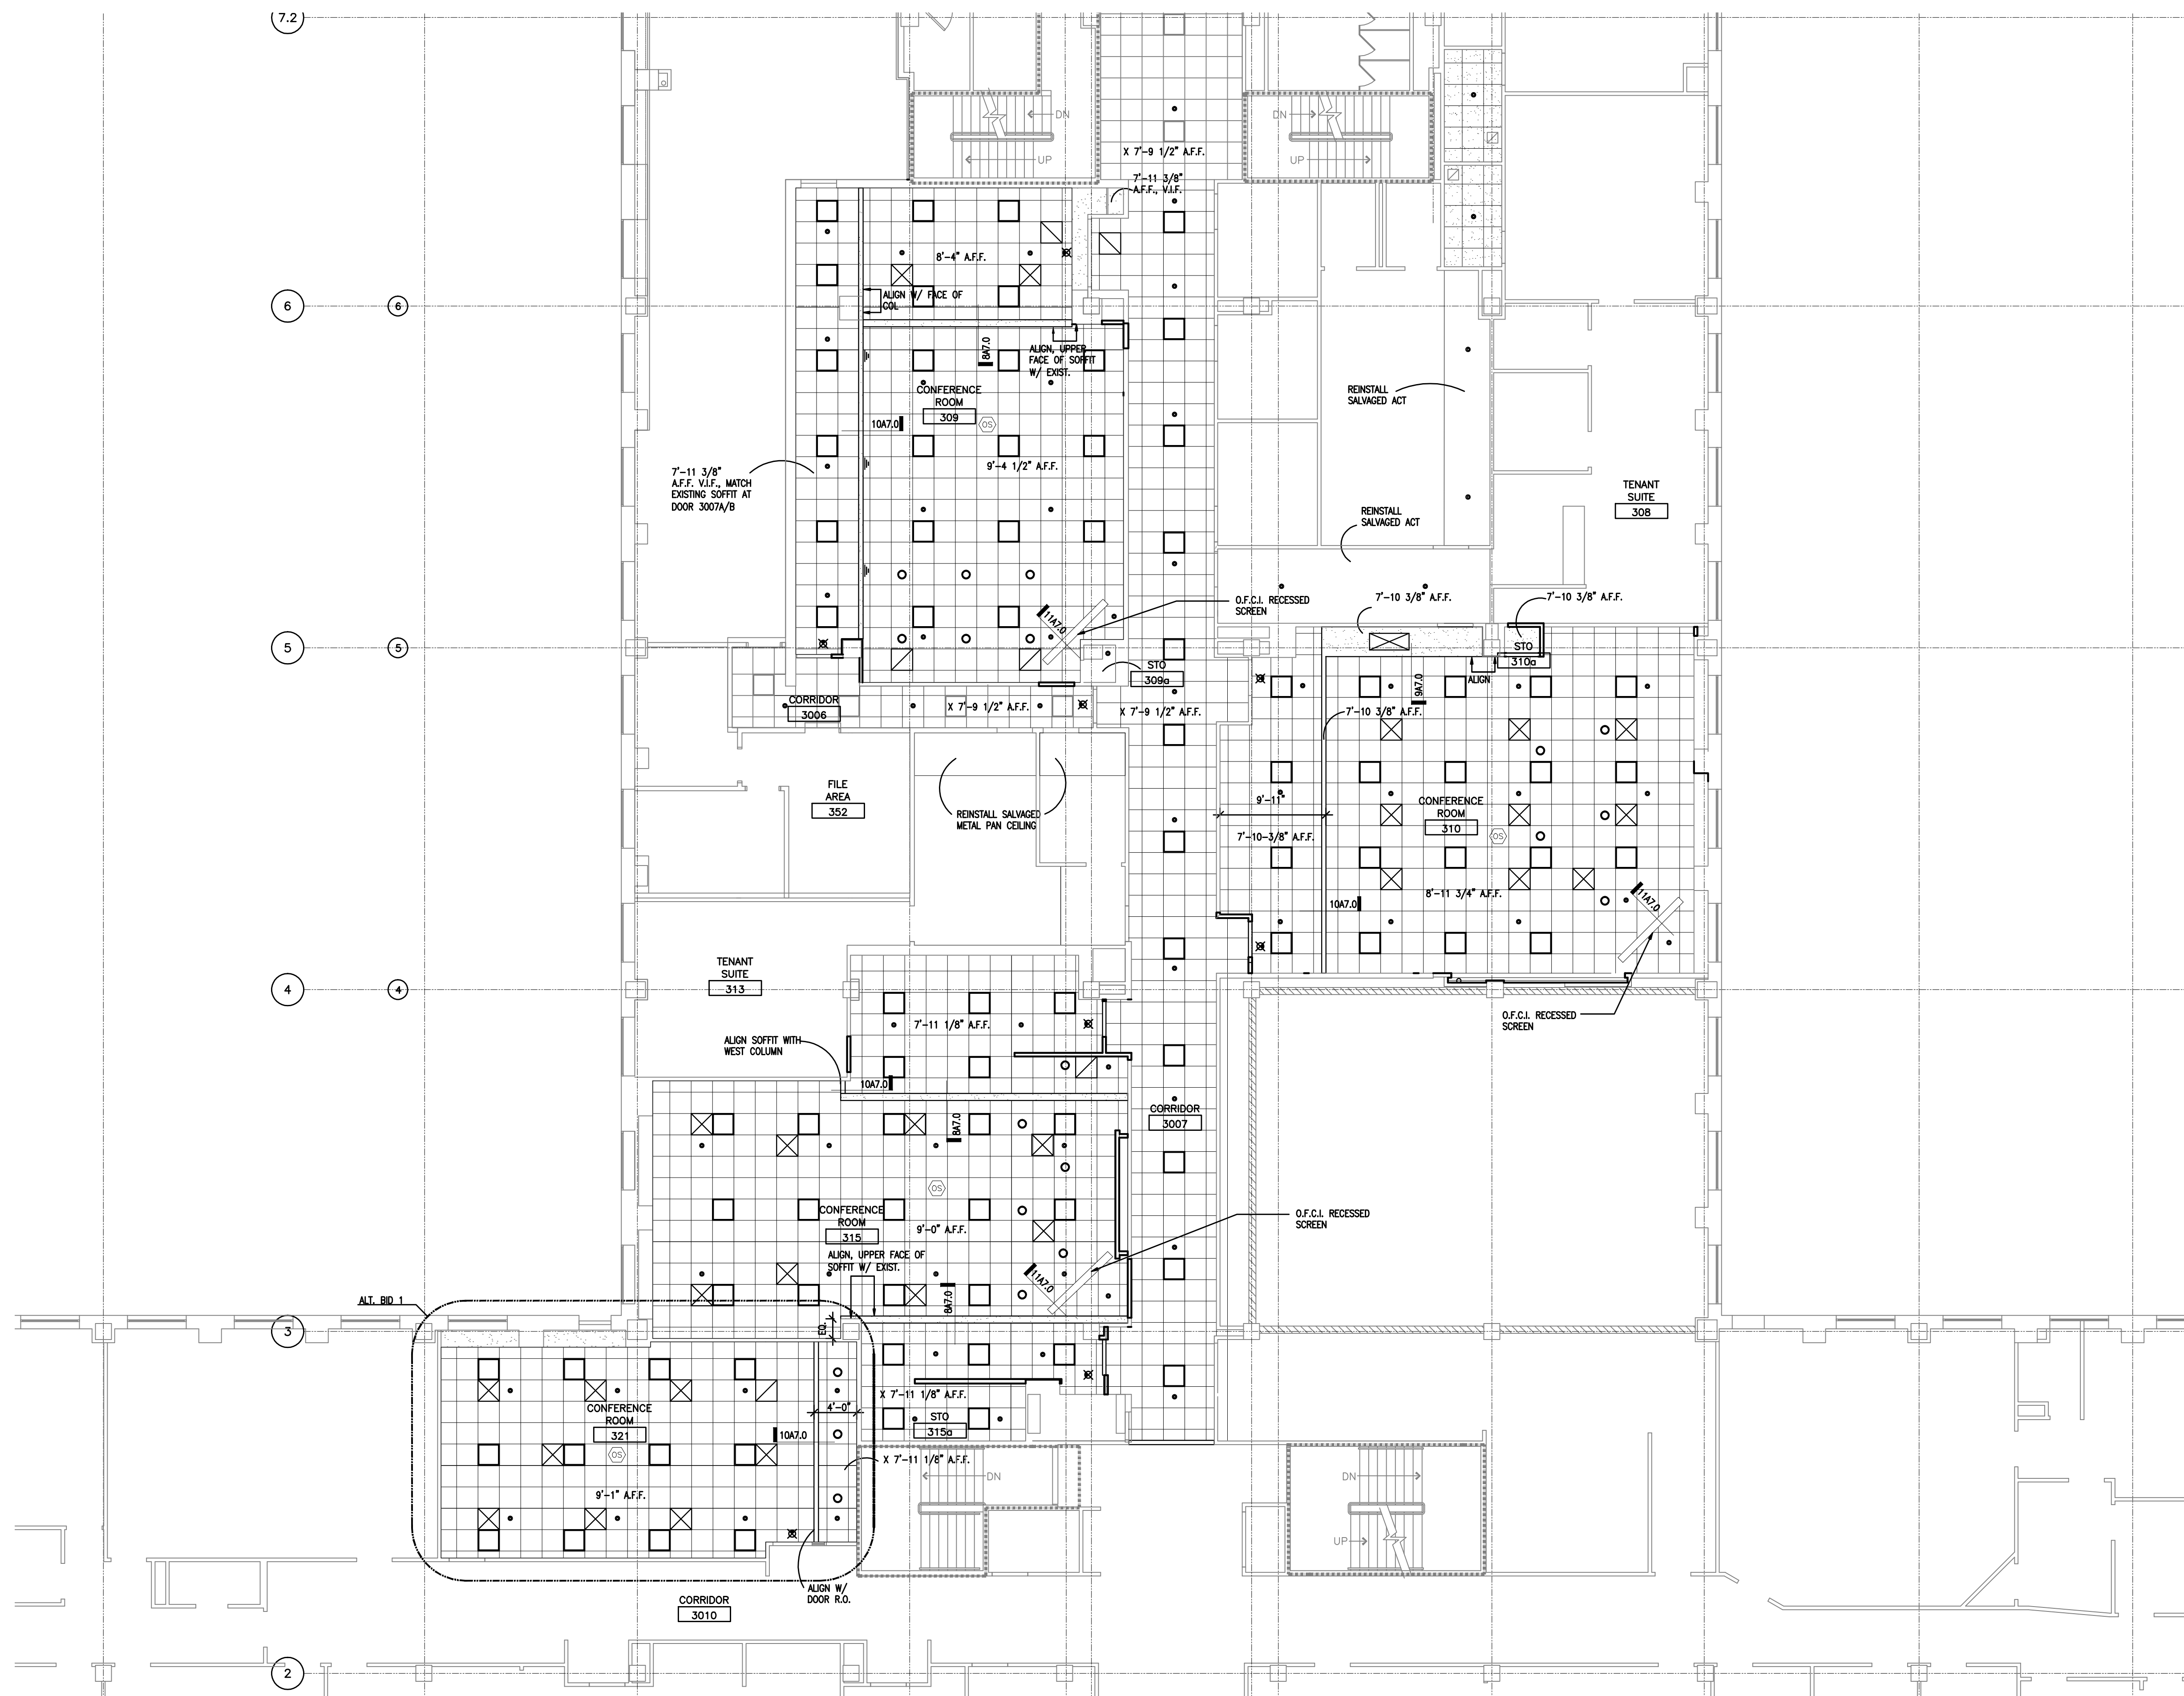 7.2
DN
UP
DN
UP
X 7'-9 1/2" A.F.F.
7'-11 3/8"
A.F.F., V.I.F.
8'-4" A.F.F.
6
6
ALIGN W/ FACE OF
COL
8A7.0
ALIGN, UPPER
FACE OF SOFFIT
W/ EXIST.
CONFERENCE
ROOM
309
OS
10A7.0
9'-4 1/2" A.F.F.
7'-11 3/8"
A.F.F. V.I.F., MATCH
EXISTING SOFFIT AT
DOOR 3007A/B
REINSTALL
SALVAGED ACT
REINSTALL
SALVAGED ACT
TENANT
SUITE
308
11A7.0
O.F.C.I. RECESSED
SCREEN
7'-10 3/8" A.F.F.
7'-10 3/8" A.F.F.
5
5
STO
309a
STO
310a
ALIGN
9A7.0
CORRIDOR
3006
X 7'-9 1/2" A.F.F.
X 7'-9 1/2" A.F.F.
7'-10 3/8" A.F.F.
FILE
AREA
352
REINSTALL SALVAGED
METAL PAN CEILING
9'-11"
7'-10-3/8" A.F.F.
CONFERENCE
ROOM
310
OS
8'-11 3/4" A.F.F.
10A7.0
11A7.0
O.F.C.I. RECESSED
SCREEN
TENANT
SUITE
313
4
4
7'-11 1/8" A.F.F.
ALIGN SOFFIT WITH
WEST COLUMN
10A7.0
8A7.0
CORRIDOR
3007
OS
CONFERENCE
ROOM
315
9'-0" A.F.F.
ALIGN, UPPER FACE OF
SOFFIT W/ EXIST.
O.F.C.I. RECESSED
SCREEN
11A7.0
8A7.0
ALT. BID 1
3
EQ.
X 7'-11 1/8" A.F.F.
4'-0"
STO
315a
CONFERENCE
ROOM
321
OS
10A7.0
X 7'-11 1/8" A.F.F.
9'-1" A.F.F.
DN
DN
UP
ALIGN W/
DOOR R.O.
CORRIDOR
3010
2